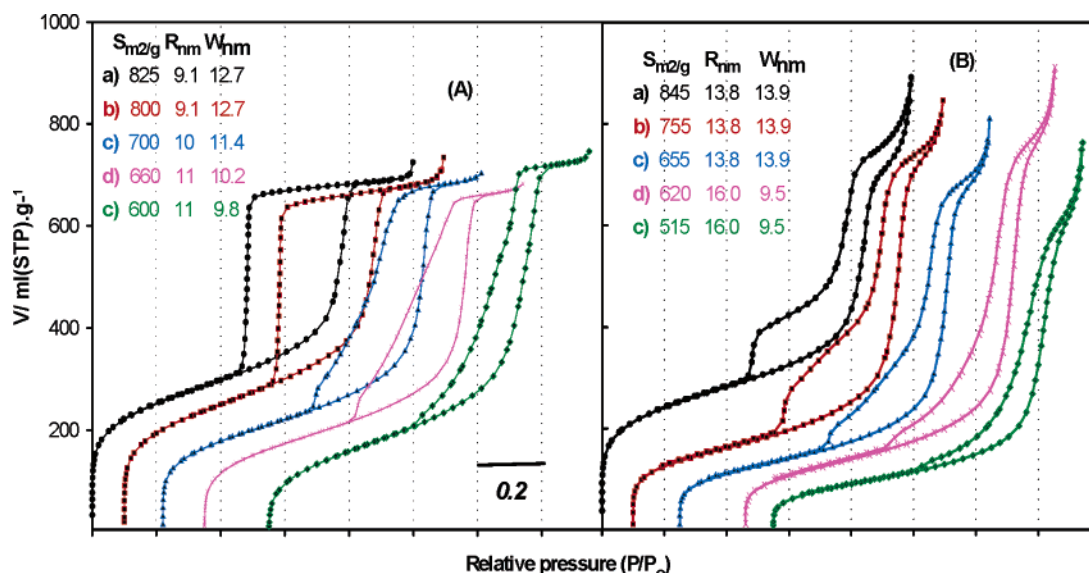 1000
800
600
400
200
V/ ml(STP).g-1
Sm2/g Rnm Wnm
a) 825 9.1 12.7
b) 800 9.1 12.7
c) 700 10 11.4
d) 660 11 10.2
c) 600 11 9.8
(A)
0.2
Sm2/g Rnm Wnm
a) 845 13.8 13.9
b) 755 13.8 13.9
c) 655 13.8 13.9
d) 620 16.0 9.5
c) 515 16.0 9.5
(B)
Relative pressure (P/Po)